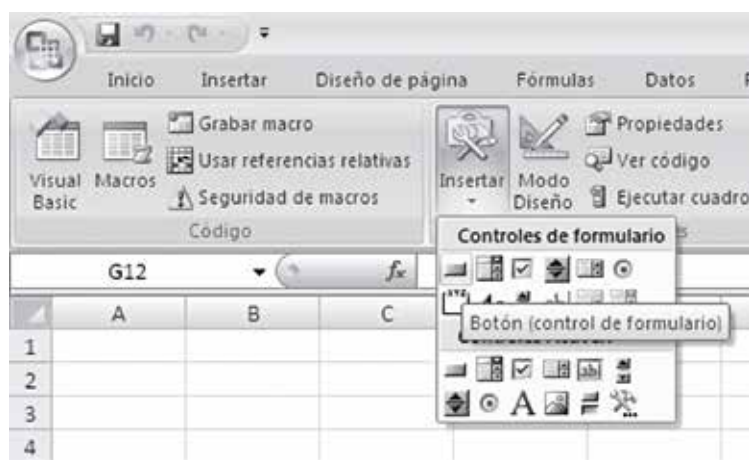 Inicio Insertar Diseño de página Fórmulas Datos
Visual Basic
Macros
Grabar macro
Usar referencias relativas
Seguridad de macros
Código
Insertar
Modo Diseño
Propiedades
Ver código
Ejecutar cuadro
Controles de formulario
G12
fx
Botón (control de formulario)
A B C
1
2
3
4